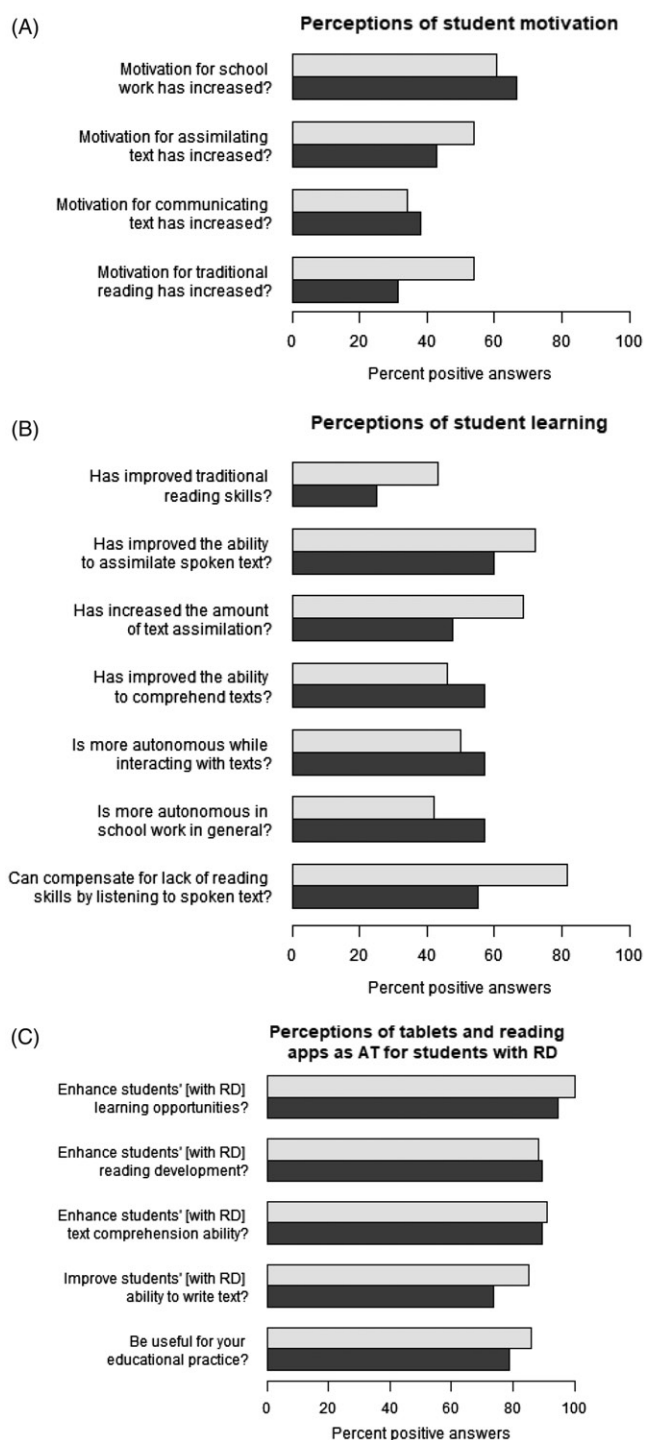 (A)
Perceptions of student motivation
Motivation for school
work has increased?
Motivation for assimilating
text has increased?
Motivation for communicating
text has increased?
Motivation for traditional
reading has increased?
0 20 40 60 80 100
Percent positive answers
(B)
Perceptions of student learning
Has improved traditional
reading skills?
Has improved the ability
to assimilate spoken text?
Has increased the amount
of text assimilation?
Has improved the ability
to comprehend texts?
Is more autonomous while
interacting with texts?
Is more autonomous in
school work in general?
Can compensate for lack of reading
skills by listening to spoken text?
0 20 40 60 80 100
Percent positive answers
(C)
Perceptions of tablets and reading
apps as AT for students with RD
Enhance students' [with RD]
learning opportunities?
Enhance students' [with RD]
reading development?
Enhance students' [with RD]
text comprehension ability?
Improve students' [with RD]
ability to write text?
Be useful for your
educational practice?
0 20 40 60 80 100
Percent positive answers